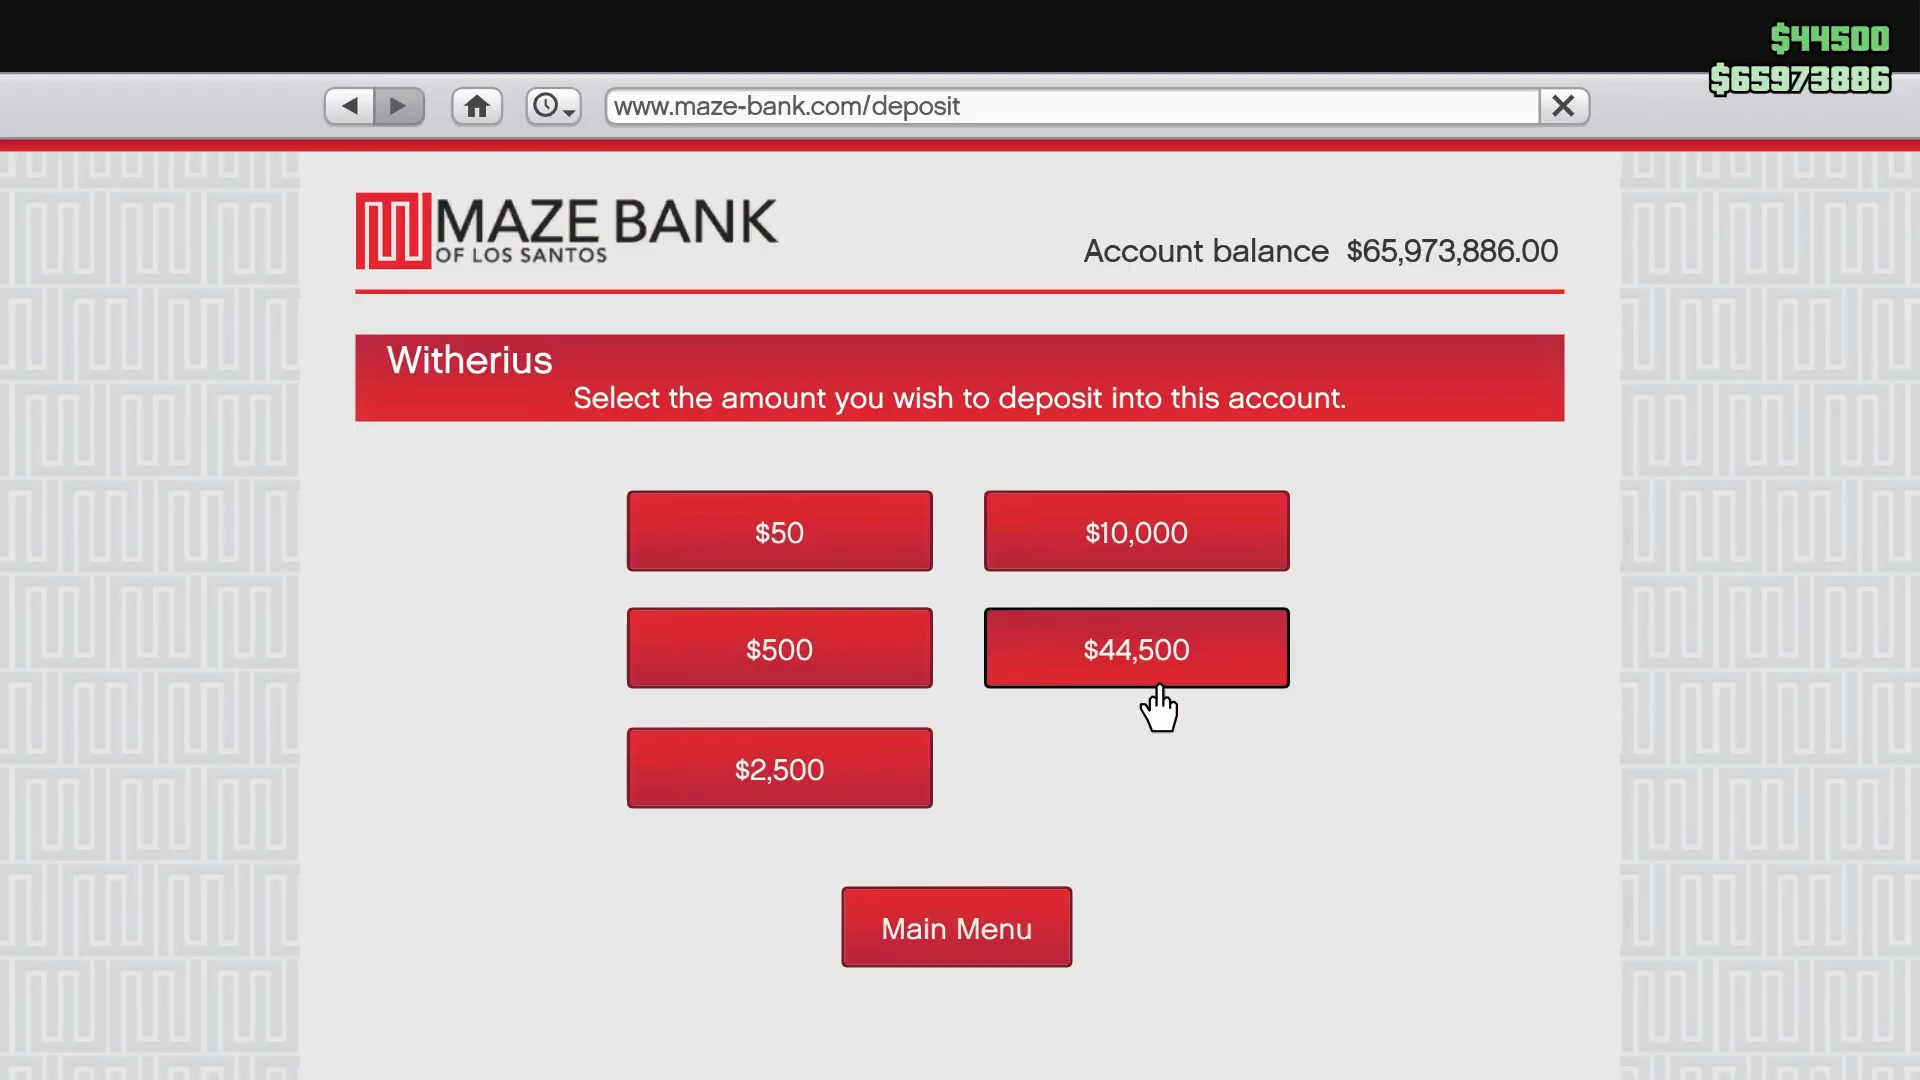 $44500
$65973886
www.maze-bank.com/deposit
MAZE BANK
OF LOS SANTOS
Account balance $65,973,886.00
Witherius
Select the amount you wish to deposit into this account.
$50
$10,000
$500
$44,500
$2,500
Main Menu